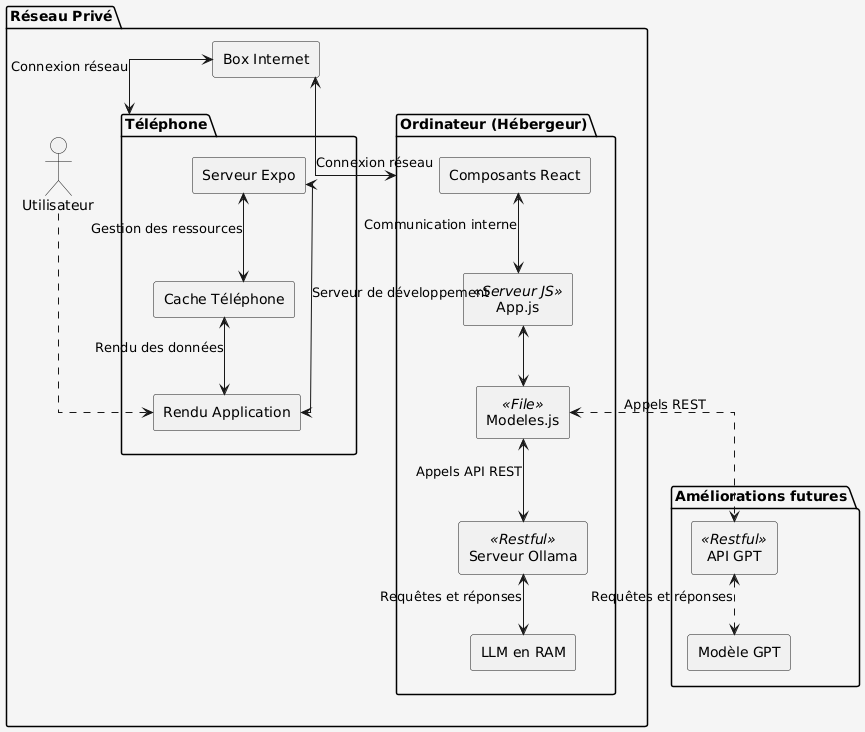 Réseau Privé
Box Internet
Connexion réseau
Téléphone
Ordinateur (Hébergeur)
Utilisateur
Serveur Expo
Connexion réseau
Composants React
Gestion des ressources
Communication interne
Cache Téléphone
Serveur de développement
«Serveur JS»
App.js
Rendu des données
Rendu Application
«File»
Modeles.js
Appels REST
Appels API REST
Améliorations futures
«Restful»
Serveur Ollama
«Restful»
API GPT
Requêtes et réponses
Requêtes et réponses
LLM en RAM
Modèle GPT